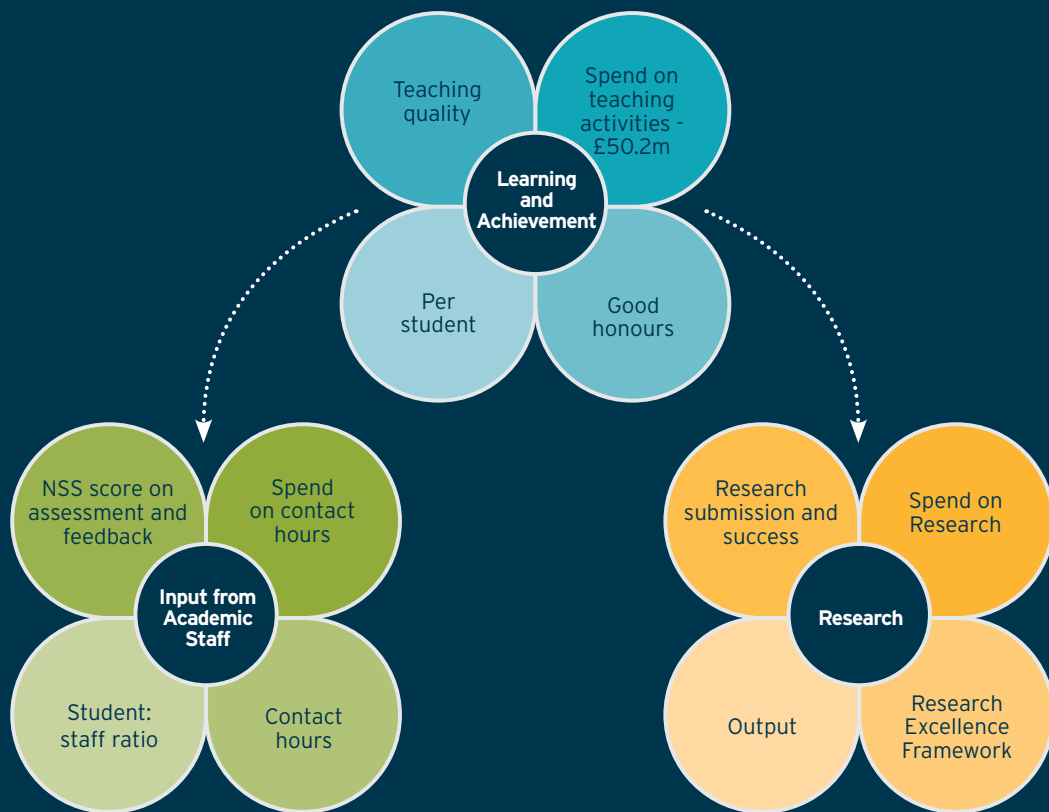 Teaching
quality
Spend on
teaching
activities -
£50.2m
Learning
and
Achievement
Per
student
Good
honours
NSS score on
assessment and
feedback
Spend
on contact
hours
Input from
Academic
Staff
Student:
staff ratio
Contact
hours
Research
submission and
success
Spend on
Research
Research
Output
Research
Excellence
Framework